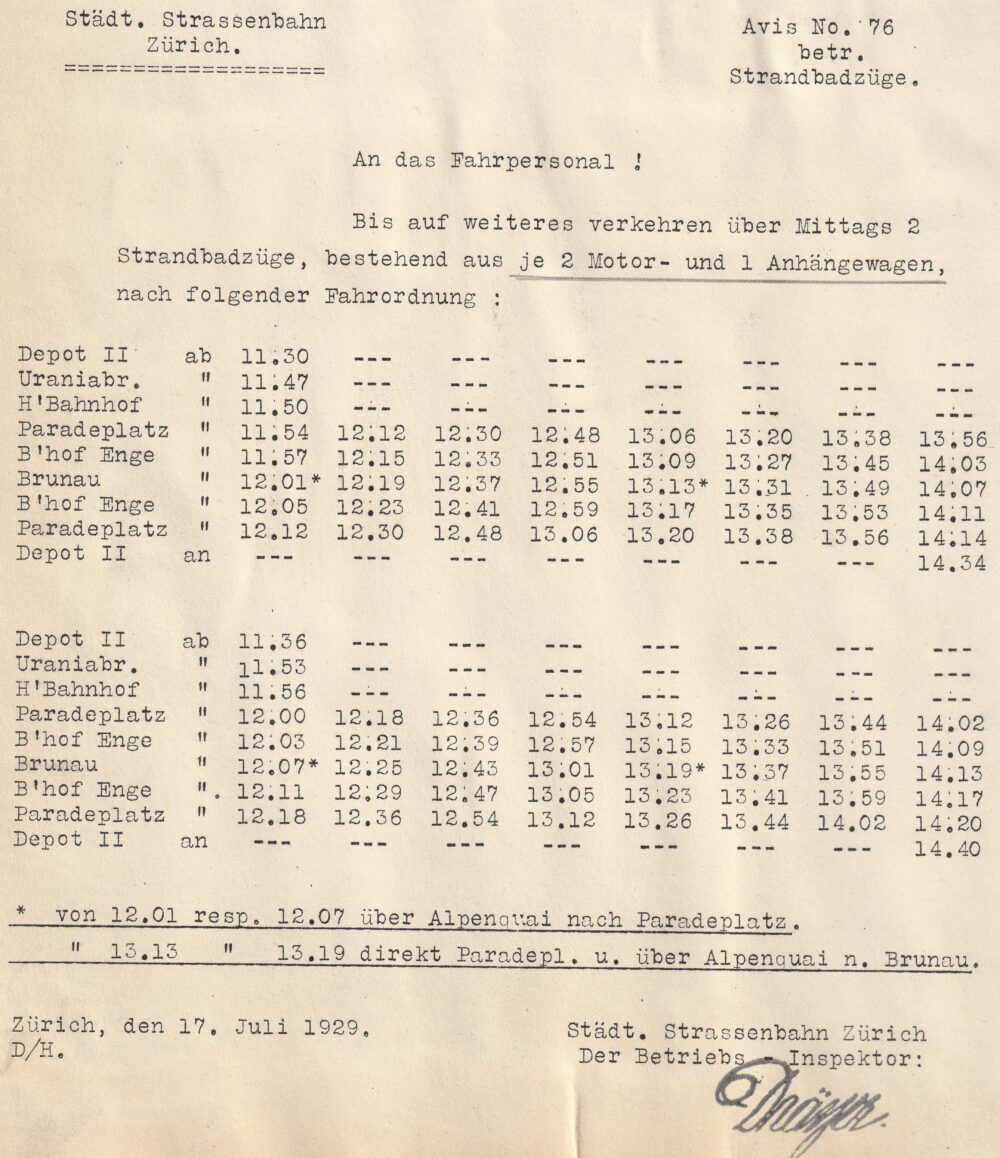 Städt. Strassenbahn
Zürich.
===================
Avis No. 76
betr.
Strandbadzüge.
An das Fahrpersonal !
Bis auf weiteres verkehren über Mittags 2
Strandbadzüge, bestehend aus je 2 Motor- und 1 Anhängewagen,
nach folgender Fahrordnung :
Depot II ab 11.30 --- --- --- --- --- --- ---
Uraniabr. " 11.47 --- --- --- --- --- --- ---
H'Bahnhof " 11.50 --- --- --- --- --- --- ---
Paradeplatz " 11.54 12.12 12.30 12.48 13.06 13.20 13.38 13.56
B'hof Enge " 11.57 12.15 12.33 12.51 13.09 13.27 13.45 14.03
Brunau " 12.01* 12.19 12.37 12.55 13.13* 13.31 13.49 14.07
B'hof Enge " 12.05 12.23 12.41 12.59 13.17 13.35 13.53 14.11
Paradeplatz " 12.12 12.30 12.48 13.06 13.20 13.38 13.56 14.14
Depot II an --- --- --- --- --- --- --- 14.34
Depot II ab 11.36 --- --- --- --- --- --- ---
Uraniabr. " 11.53 --- --- --- --- --- --- ---
H'Bahnhof " 11.56 --- --- --- --- --- --- ---
Paradeplatz " 12.00 12.18 12.36 12.54 13.12 13.26 13.44 14.02
B'hof Enge " 12.03 12.21 12.39 12.57 13.15 13.33 13.51 14.09
Brunau " 12.07* 12.25 12.43 13.01 13.19* 13.37 13.55 14.13
B'hof Enge ". 12.11 12.29 12.47 13.05 13.23 13.41 13.59 14.17
Paradeplatz " 12.18 12.36 12.54 13.12 13.26 13.44 14.02 14.20
Depot II an --- --- --- --- --- --- --- 14.40
* von 12.01 resp. 12.07 über Alpenquai nach Paradeplatz.
" 13.13 " 13.19 direkt Paradepl. u. über Alpenquai n. Brunau.
Zürich, den 17. Juli 1929.
D/H.
Städt. Strassenbahn Zürich
Der Betriebs - Inspektor: